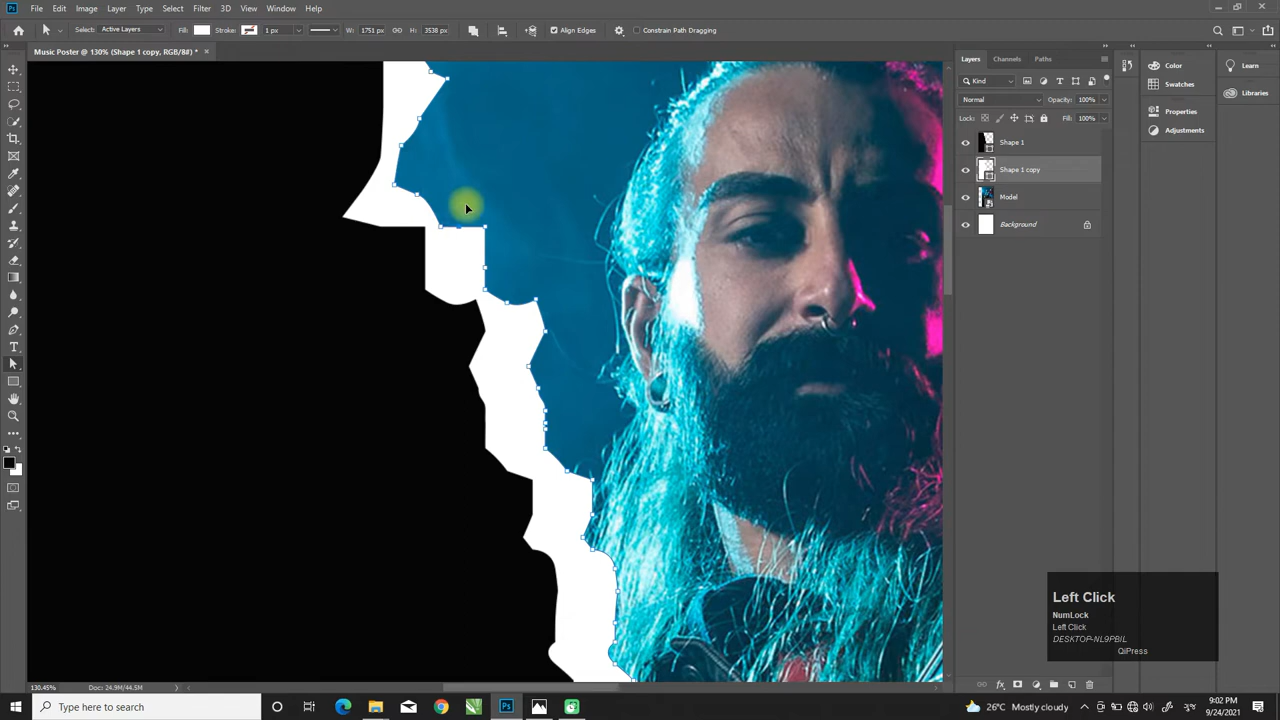 File Edit Image Layer Type Select Filter 3D View Window Help
Select: Active Layers Fill: Stroke: 1 px W: 1751 px H: 3538 px Align Edges Constrain Path Dragging
Music Poster @ 130% (Shape 1 copy, RGB/8#) *
Layers Channels Paths
Color
Learn
Kind
Swatches
Libraries
Normal Opacity: 100%
Properties
Lock: Fill: 100%
Adjustments
Shape 1
Shape 1 copy
Model
Background
Left Click
NumLock
Left Click
DESKTOP-NL9PBIL
QiPress
130.45% Doc: 24.9M/44.5M
Type here to search
26°C Mostly cloudy
9:02 PM
9/24/2021